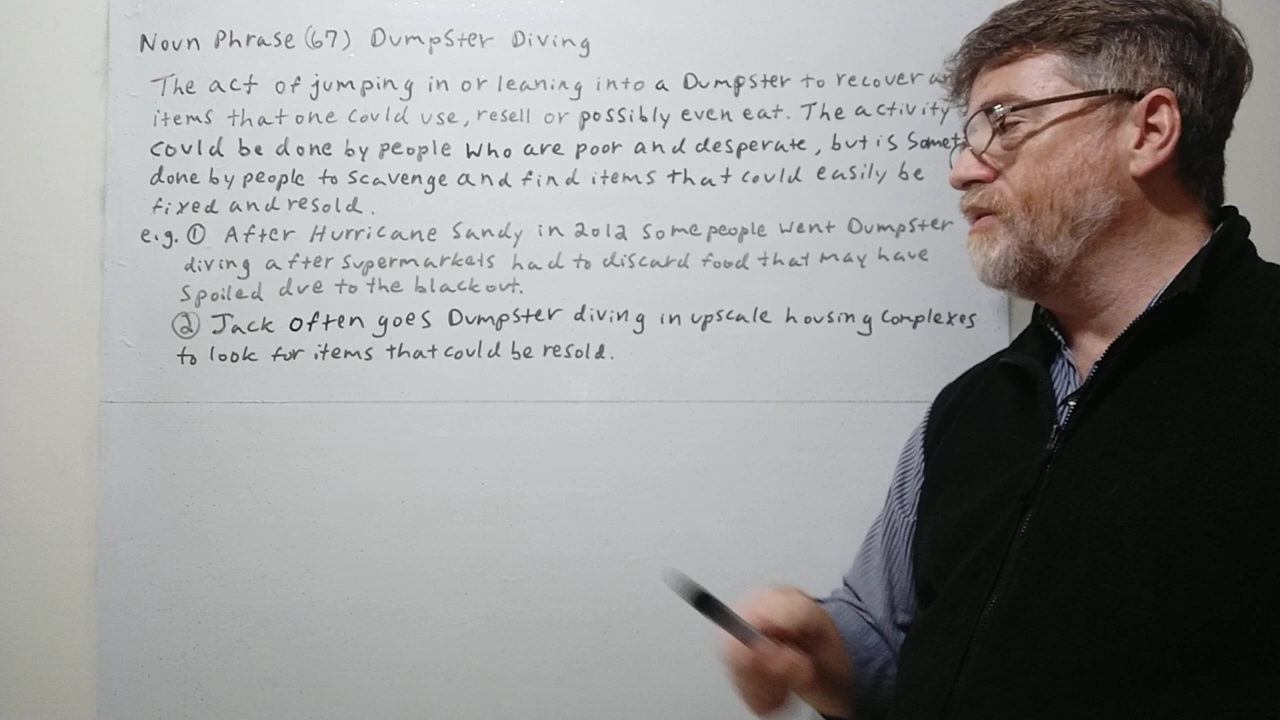 Noun Phrase (67) Dumpster Diving
The act of jumping in or leaning into a Dumpster to recover
items that one could use, resell or possibly even eat. The activity
could be done by people who are poor and desperate, but is
done by people to scavenge and find items that could easily be
fixed and resold.
e.g. ① After Hurricane Sandy in 2012 some people went Dumpster
diving after supermarkets had to discard food that may have
spoiled due to the blackout.
② Jack often goes Dumpster diving in upscale housing complexes
to look for items that could be resold.